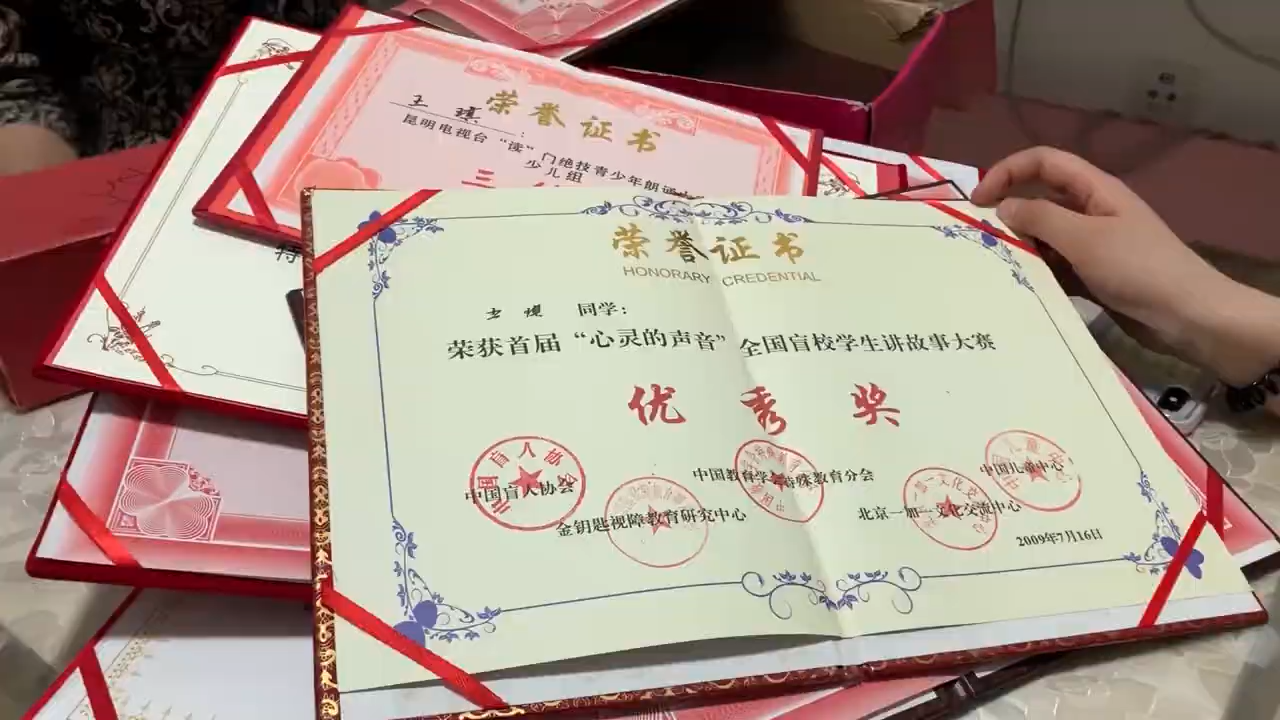 荣誉证书
王琪：
昆明电视台“读”门绝技青少年朗诵
少儿组
三
特
荣誉证书
HONORARY CREDENTIAL
同学：
荣获首届“心灵的声音”全国盲校学生讲故事大赛
优秀奖
中国盲人协会
中国教育学会特殊教育分会
中国儿童中心
金钥匙视障教育研究中心
北京一加一文化交流中心
2009年7月16日